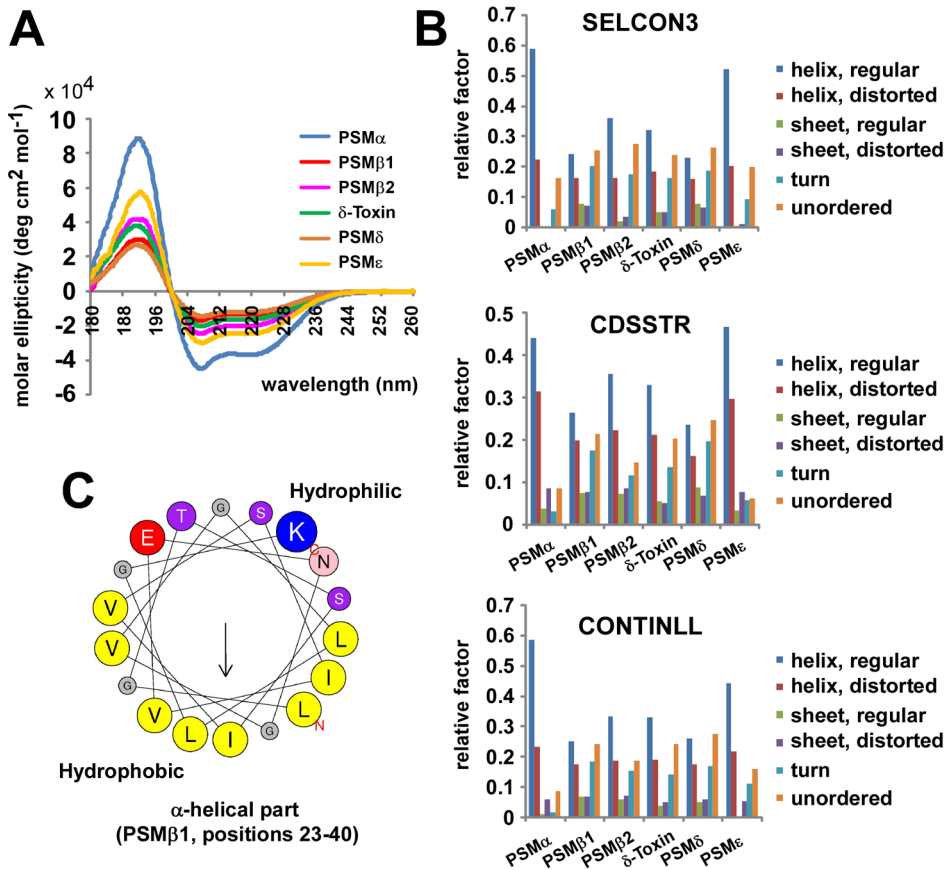 A
x 10⁴
molar ellipticity (deg cm2 mol-1)
10
8
6
4
2
0
-2
-4
-6
180
188
196
204
212
220
228
236
244
252
260
wavelength (nm)
PSMα
PSMβ1
PSMβ2
δ-Toxin
PSMδ
PSMε
B
SELCON3
relative factor
0.7
0.6
0.5
0.4
0.3
0.2
0.1
0
PSMα
PSMβ1
PSMβ2
δ-Toxin
PSMδ
PSMε
helix, regular
helix, distorted
sheet, regular
sheet, distorted
turn
unordered
CDSSTR
relative factor
0.5
0.4
0.3
0.2
0.1
0
PSMα
PSMβ1
PSMβ2
δ-Toxin
PSMδ
PSMε
helix, regular
helix, distorted
sheet, regular
sheet, distorted
turn
unordered
CONTINLL
relative factor
0.7
0.6
0.5
0.4
0.3
0.2
0.1
0
PSMα
PSMβ1
PSMβ2
δ-Toxin
PSMδ
PSMε
helix, regular
helix, distorted
sheet, regular
sheet, distorted
turn
unordered
C
Hydrophilic
E
T
G
S
K
C
N
S
L
I
L
N
G
I
L
V
G
V
V
G
Hydrophobic
α-helical part
(PSMβ1, positions 23-40)